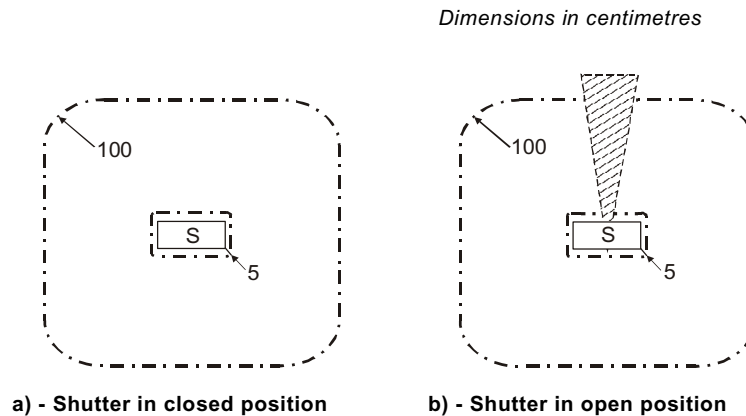 Dimensions in centimetres
100
S
5
100
S
5
a) - Shutter in closed position
b) - Shutter in open position